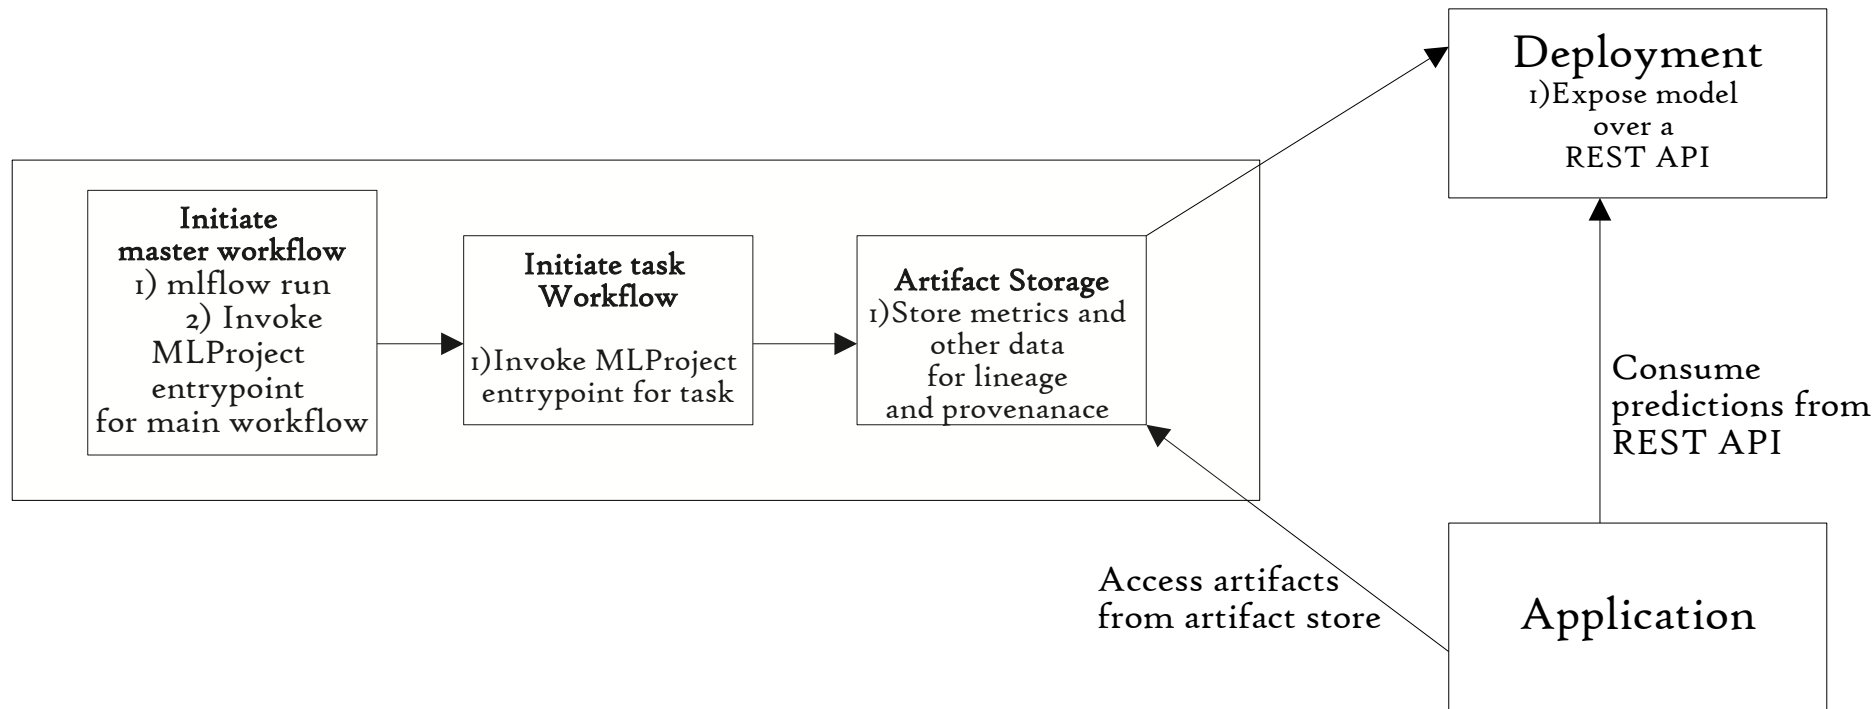 Deployment
1)Expose model
over a
REST API
Initiate
master workflow
1) mlflow run
2) Invoke
MLProject
entrypoint
for main workflow
Initiate task
Workflow
1)Invoke MLProject
entrypoint for task
Artifact Storage
1)Store metrics and
other data
for lineage
and provenanace
Consume
predictions from
REST API
Access artifacts
from artifact store
Application